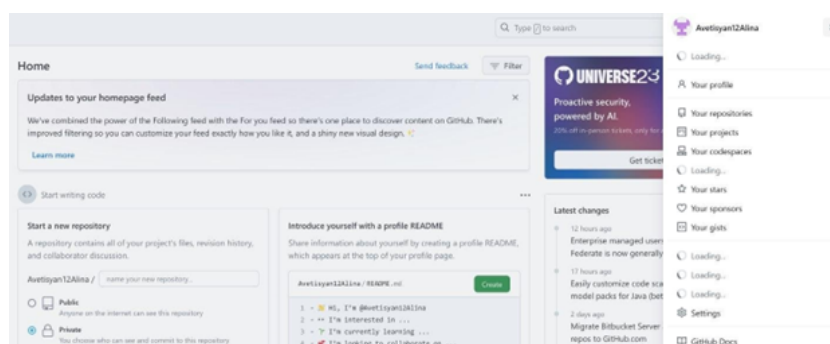 Type / to search
Home
Send feedback
Filter
Updates to your homepage feed
We've combined the power of the Following feed with the For you feed so there's one place to discover content on GitHub. There's
improved filtering so you can customize your feed exactly how you like it, and a shiny new visual design.
Learn more
Start writing code
Start a new repository
A repository contains all of your project's files, revision history,
and collaborator discussion.
Avetisyan12Alina /
name your new repository...
Public
Anyone on the internet can see this repository
Private
You choose who can see and commit to this repository
Introduce yourself with a profile README
Share information about yourself by creating a profile README,
which appears at the top of your profile page.
Avetisyan12Alina / README.md
Create
1 - Hi, I'm @Avetisyan12Alina
2 - I'm interested in ...
3 - I'm currently learning ...
4 - I'm looking to collaborate on ...
UNIVERSE23
Proactive security,
powered by AI.
20% off in-person tickets, only for
Get ticket
Latest changes
12 hours ago
Enterprise managed users
Federate is now generally
17 hours ago
Easily customize code sca
model packs for Java (bet
2 days ago
Migrate Bitbucket Server
repos to GitHub.com
Avetisyan12Alina
Loading...
Your profile
Your repositories
Your projects
Your codespaces
Loading...
Your stars
Your sponsors
Your gists
Loading...
Loading...
Loading...
Settings
GitHub Docs